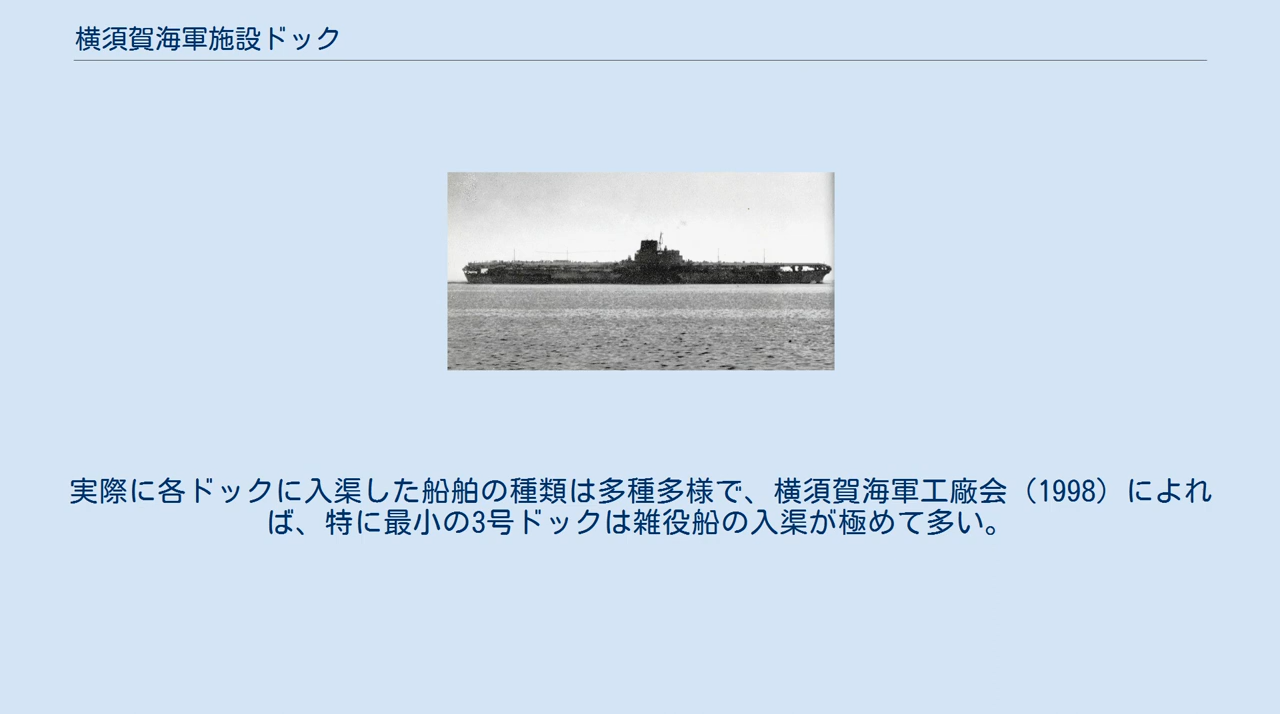 横須賀海軍施設ドック
実際に各ドックに入渠した船舶の種類は多種多様で、横須賀海軍工廠会（1998）によれ
ば、特に最小の3号ドックは雑役船の入渠が極めて多い。